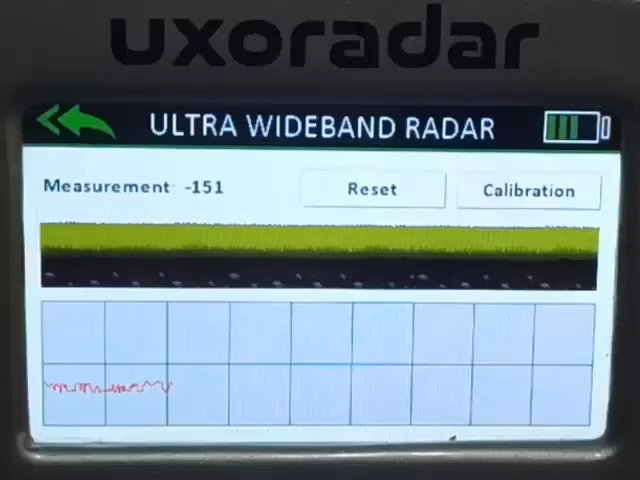 uxoradar
ULTRA WIDEBAND RADAR
Measurement -151
Reset
Calibration